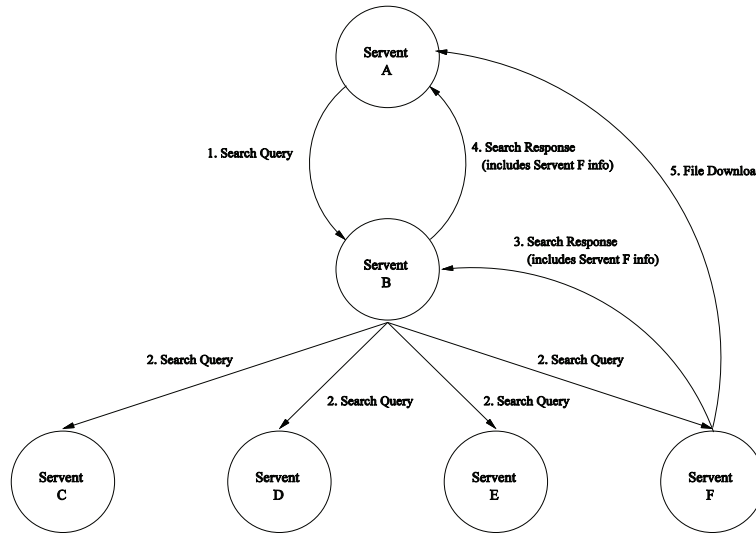 Servent
A
1. Search Query
4. Search Response
(includes Servent F info)
5. File Downloa
3. Search Response
(includes Servent F info)
Servent
B
2. Search Query
2. Search Query
2. Search Query
2. Search Query
Servent
C
Servent
D
Servent
E
Servent
F